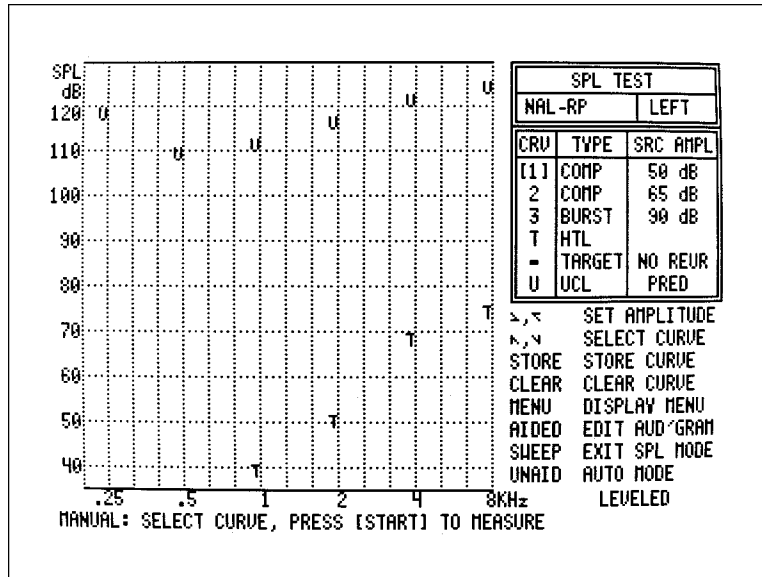 SPL
dB
120
110
100
90
80
70
60
50
40
U U U U U U
T T T T
.25 .5 1 2 4 8KHz
MANUAL: SELECT CURVE, PRESS [START] TO MEASURE
SPL TEST
NAL-RP LEFT
CRV TYPE SRC AMPL
[1] COMP 50 dB
2 COMP 65 dB
3 BURST 90 dB
T HTL
- TARGET NO REUR
U UCL PRED
SET AMPLITUDE
SELECT CURVE
STORE STORE CURVE
CLEAR CLEAR CURVE
MENU DISPLAY MENU
AIDED EDIT AUD'GRAM
SWEEP EXIT SPL MODE
UNAID AUTO MODE
LEVELED